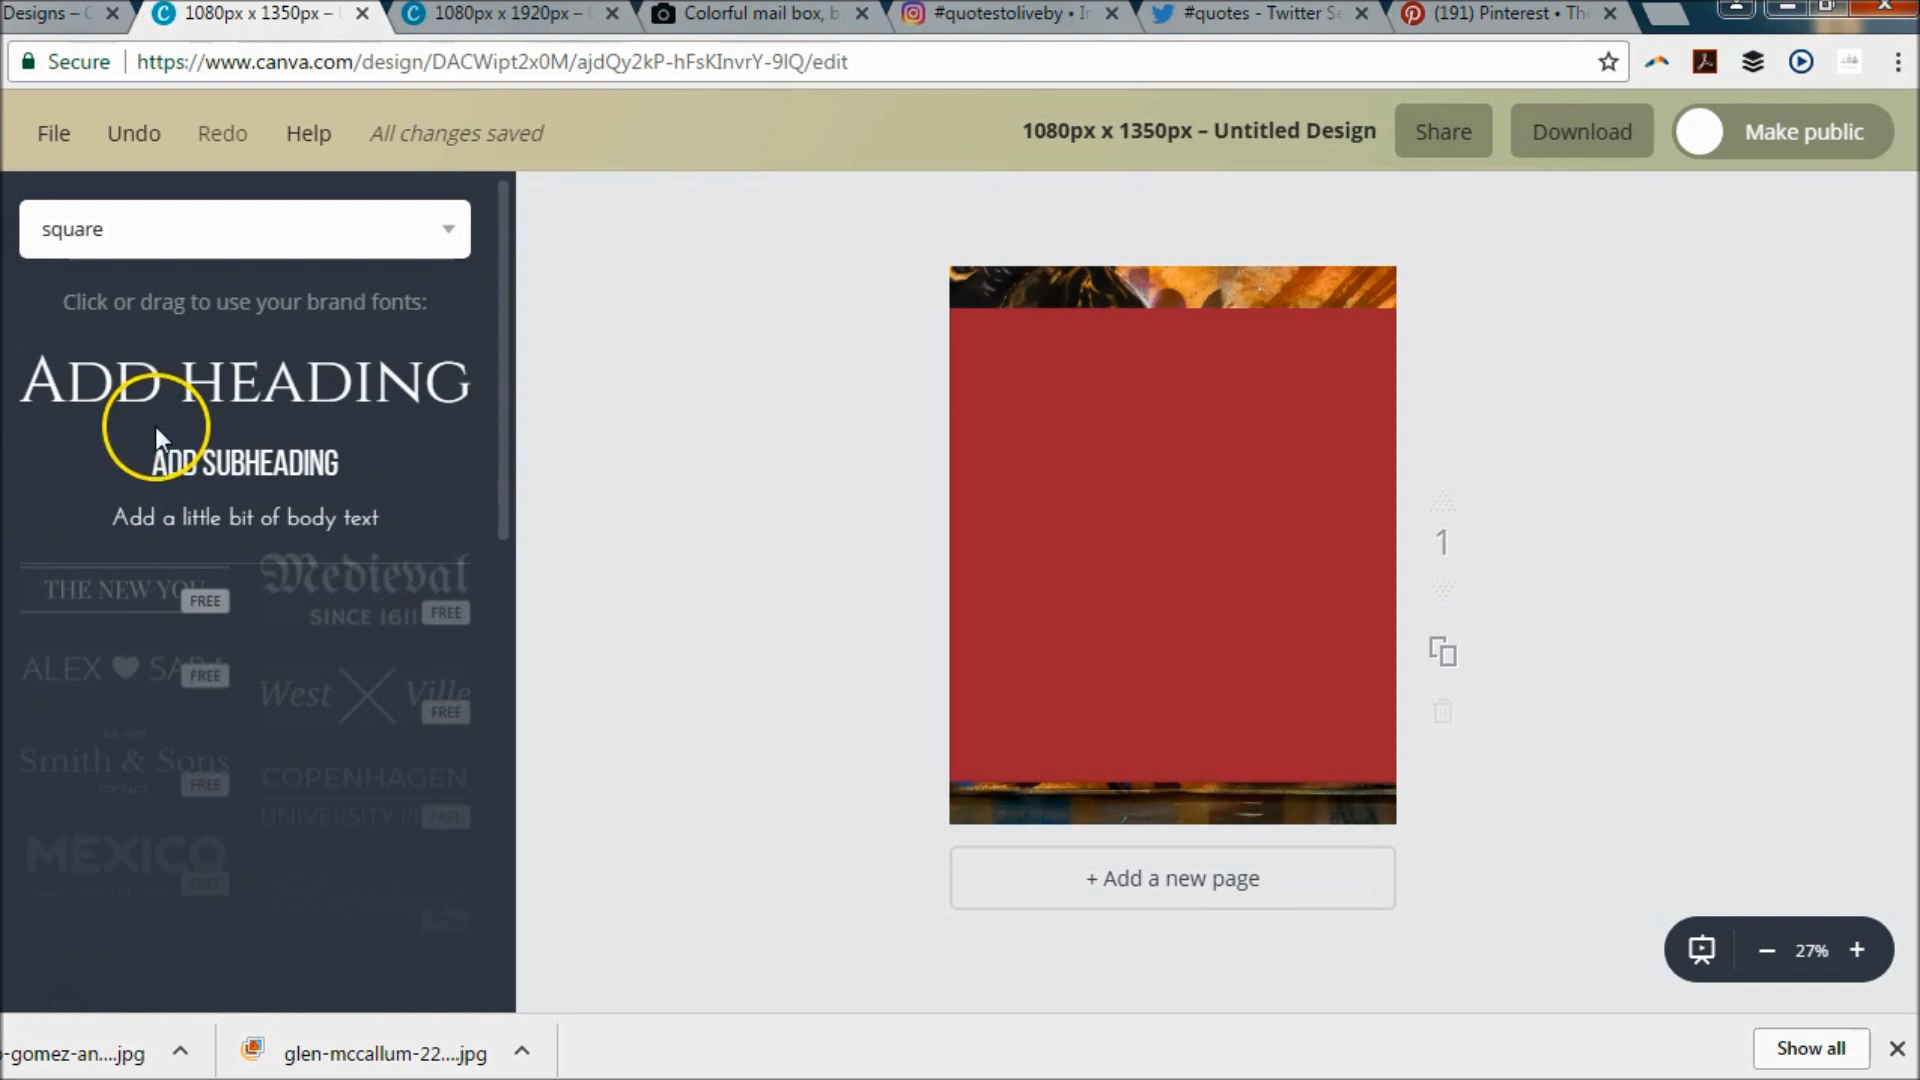 Designs – C
1080px x 1350px –
1080px x 1920px –
Colorful mail box, b
#quotestoliveby • I
#quotes - Twitter Se
(191) Pinterest • Th
Secure
https://www.canva.com/design/DACWipt2x0M/ajdQy2kP-hFsKInvrY-9lQ/edit
File
Undo
Redo
Help
All changes saved
1080px x 1350px – Untitled Design
Share
Download
Make public
square
Click or drag to use your brand fonts:
ADD HEADING
ADD SUBHEADING
Add a little bit of body text
THE NEW YOU
FREE
Medieval
SINCE 1611
FREE
ALEX SARA
FREE
West Ville
FREE
Smith & Sons
VINTAGE
FREE
COPENHAGEN
UNIVERSITY
FREE
MEXICO
FREE
1
+ Add a new page
27%
-gomez-an....jpg
glen-mccallum-22....jpg
Show all